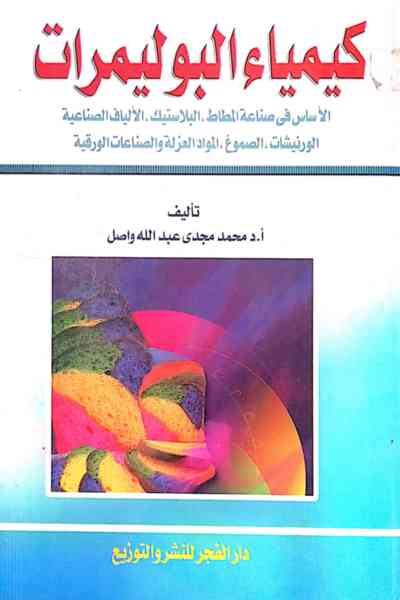 كيمياء البوليمرات
الأساس فى صناعة المطاط، البلاستيك، الألياف الصناعية
الورنيشات، الصموغ، المواد العزلة والصناعات الورقية
تأليف
أ.د محمد مجدى عبد الله واصل
دار الفجر للنشر والتوزيع